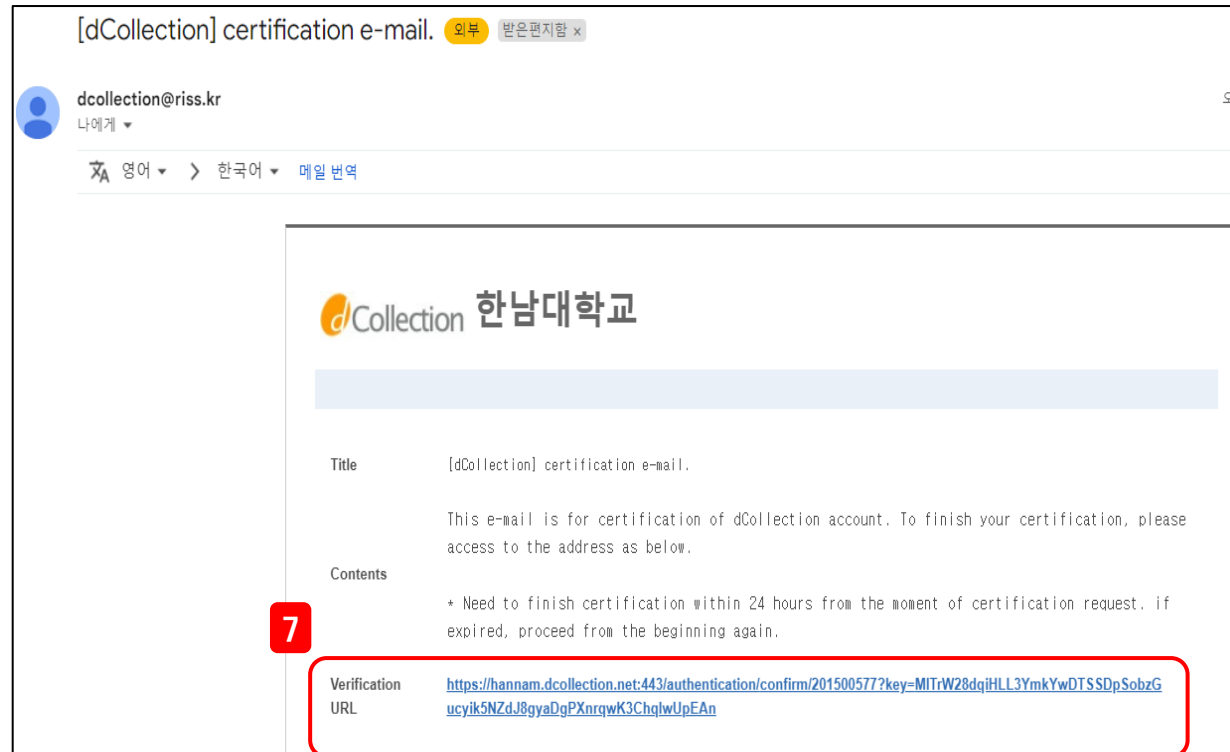 [dCollection] certification e-mail. 외부 받은편지함 x
dcollection@riss.kr
나에게
영어 > 한국어 메일 번역
dCollection 한남대학교
Title [dCollection] certification e-mail.
This e-mail is for certification of dCollection account. To finish your certification, please
access to the address as below.
Contents
* Need to finish certification within 24 hours from the moment of certification request. if
expired, proceed from the beginning again.
7
Verification https://hannam.dcollection.net:443/authentication/confirm/201500577?key=MITrW28dqiHLL3YmkYwDTSSDpSobzG
URL ucyik5NZdJ8gyaDgPXnrqwK3ChqlwUpEAn